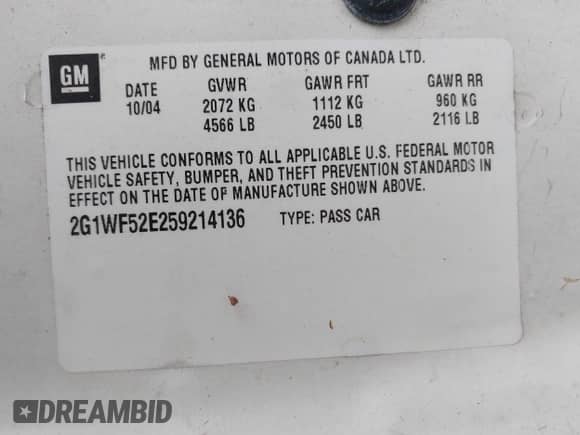 GM
MFD BY GENERAL MOTORS OF CANADA LTD.
DATE GVWR GAWR FRT GAWR RR
10/04 2072 KG 1112 KG 960 KG
4566 LB 2450 LB 2116 LB
THIS VEHICLE CONFORMS TO ALL APPLICABLE U.S. FEDERAL MOTOR
VEHICLE SAFETY, BUMPER, AND THEFT PREVENTION STANDARDS IN
EFFECT ON THE DATE OF MANUFACTURE SHOWN ABOVE.
2G1WF52E259214136 TYPE: PASS CAR
DREAMBID